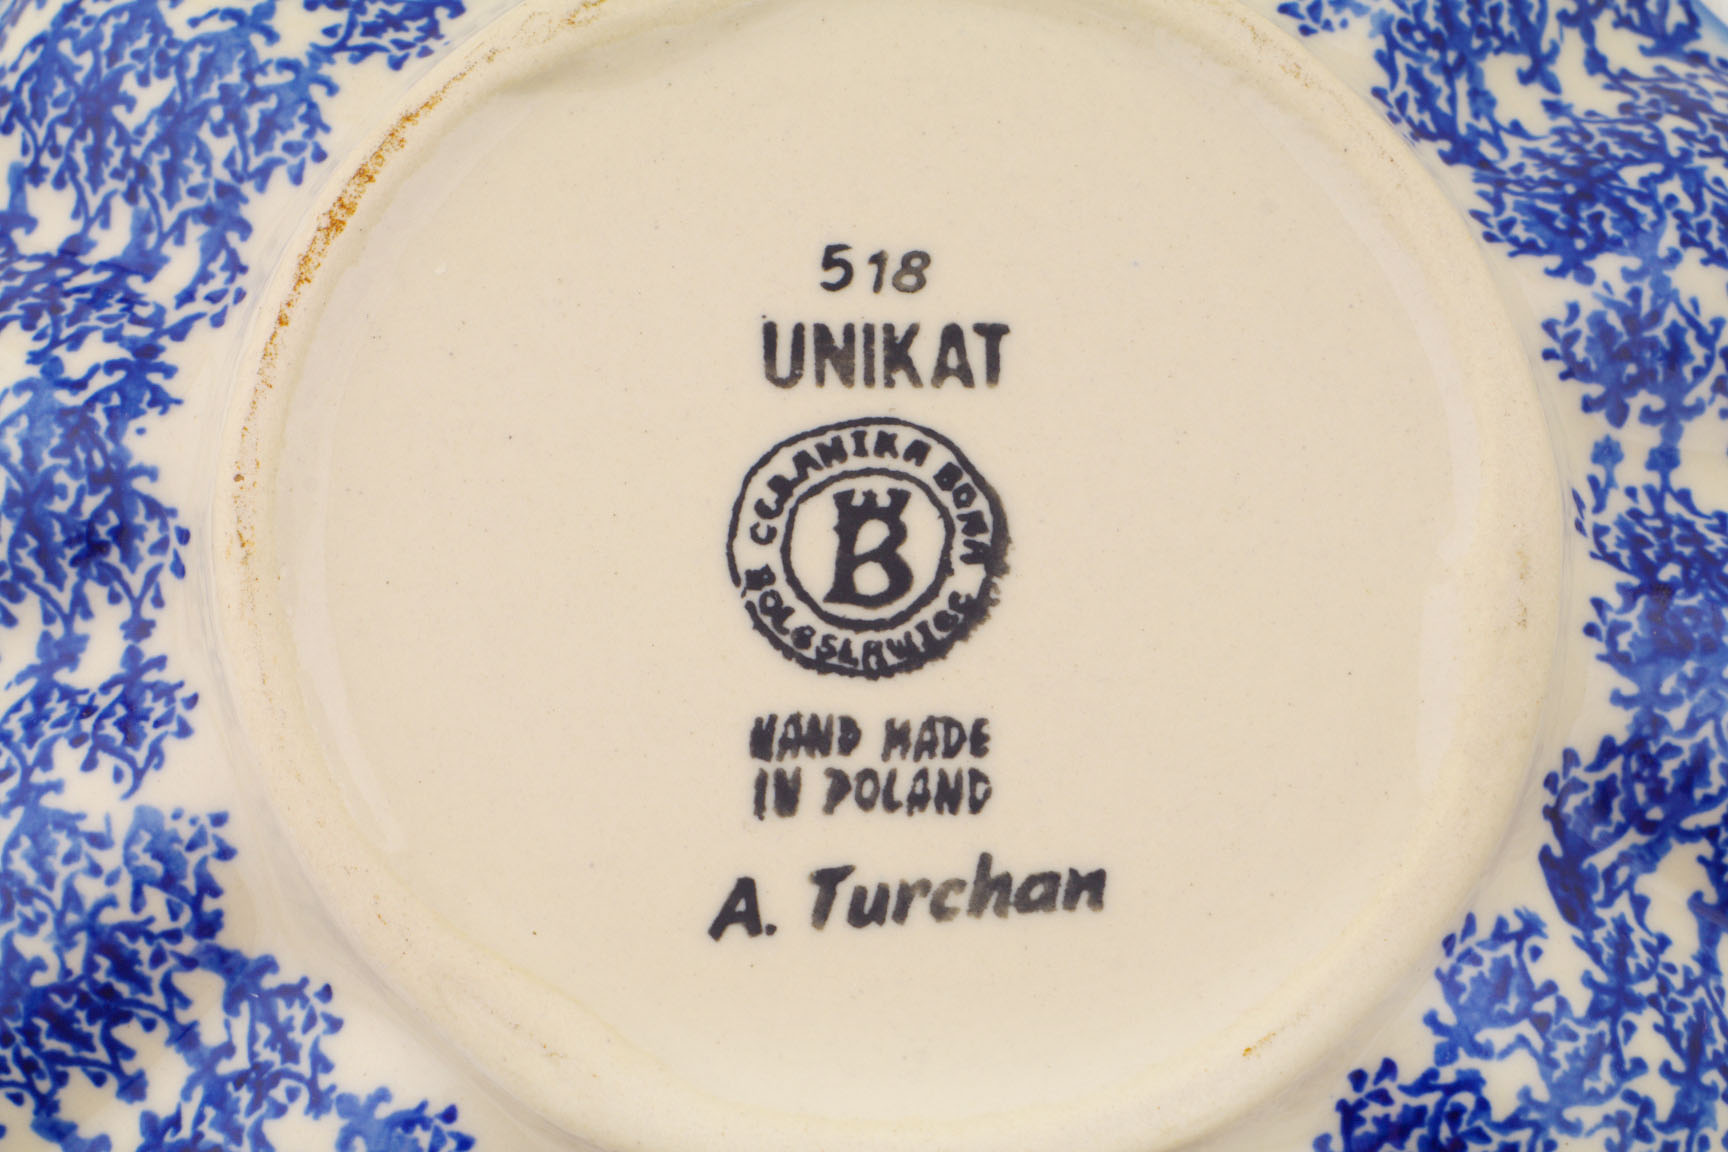 518
UNIKAT
CERAMIKA BONA
BOLESLAWIEC
B
HAND MADE
IN POLAND
A. Turchan